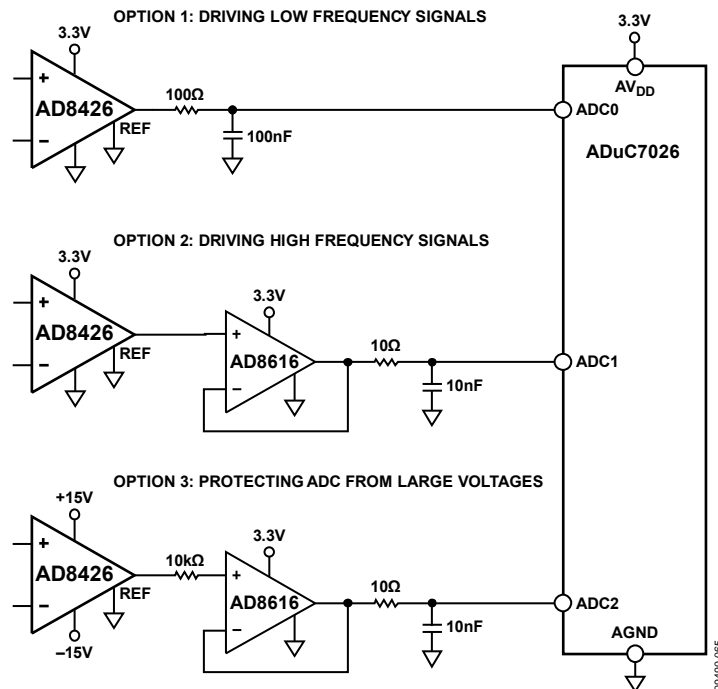 OPTION 1: DRIVING LOW FREQUENCY SIGNALS
3.3V
3.3V
AVDD
+
AD8426
−
REF
100Ω
100nF
ADC0
ADuC7026
OPTION 2: DRIVING HIGH FREQUENCY SIGNALS
3.3V
+
AD8426
−
REF
3.3V
+
AD8616
−
10Ω
10nF
ADC1
OPTION 3: PROTECTING ADC FROM LARGE VOLTAGES
+15V
+
AD8426
−
REF
−15V
10kΩ
3.3V
+
AD8616
−
10Ω
10nF
ADC2
AGND